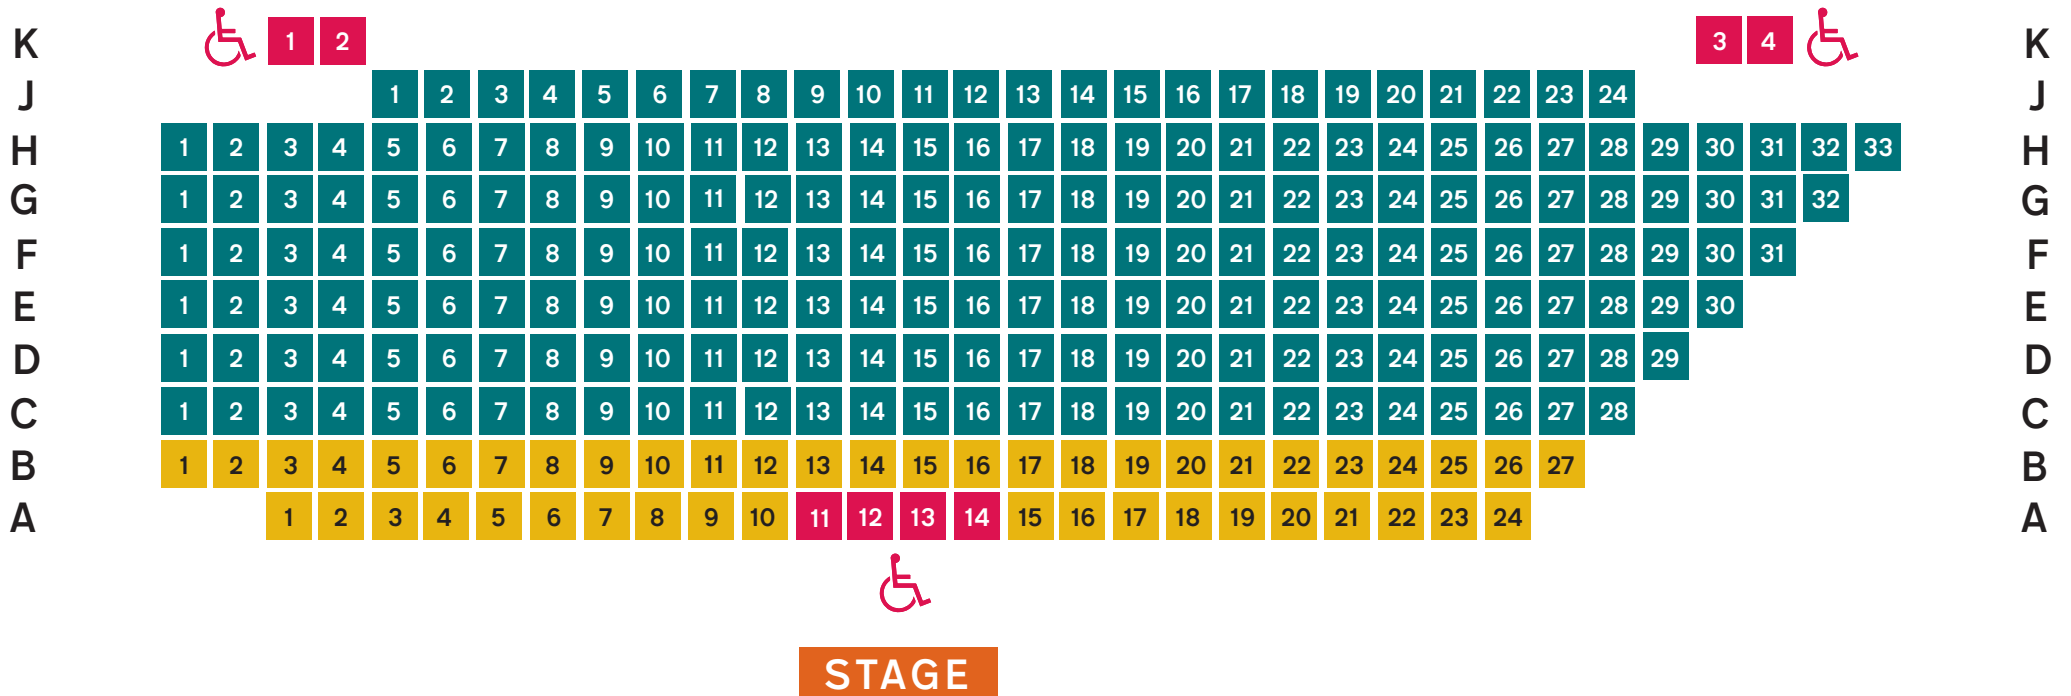 K 1 2 3 4 K
J 1 2 3 4 5 6 7 8 9 10 11 12 13 14 15 16 17 18 19 20 21 22 23 24 J
H 1 2 3 4 5 6 7 8 9 10 11 12 13 14 15 16 17 18 19 20 21 22 23 24 25 26 27 28 29 30 31 32 33 H
G 1 2 3 4 5 6 7 8 9 10 11 12 13 14 15 16 17 18 19 20 21 22 23 24 25 26 27 28 29 30 31 32 G
F 1 2 3 4 5 6 7 8 9 10 11 12 13 14 15 16 17 18 19 20 21 22 23 24 25 26 27 28 29 30 31 F
E 1 2 3 4 5 6 7 8 9 10 11 12 13 14 15 16 17 18 19 20 21 22 23 24 25 26 27 28 29 30 E
D 1 2 3 4 5 6 7 8 9 10 11 12 13 14 15 16 17 18 19 20 21 22 23 24 25 26 27 28 29 D
C 1 2 3 4 5 6 7 8 9 10 11 12 13 14 15 16 17 18 19 20 21 22 23 24 25 26 27 28 C
B 1 2 3 4 5 6 7 8 9 10 11 12 13 14 15 16 17 18 19 20 21 22 23 24 25 26 27 B
A 1 2 3 4 5 6 7 8 9 10 11 12 13 14 15 16 17 18 19 20 21 22 23 24 A
STAGE